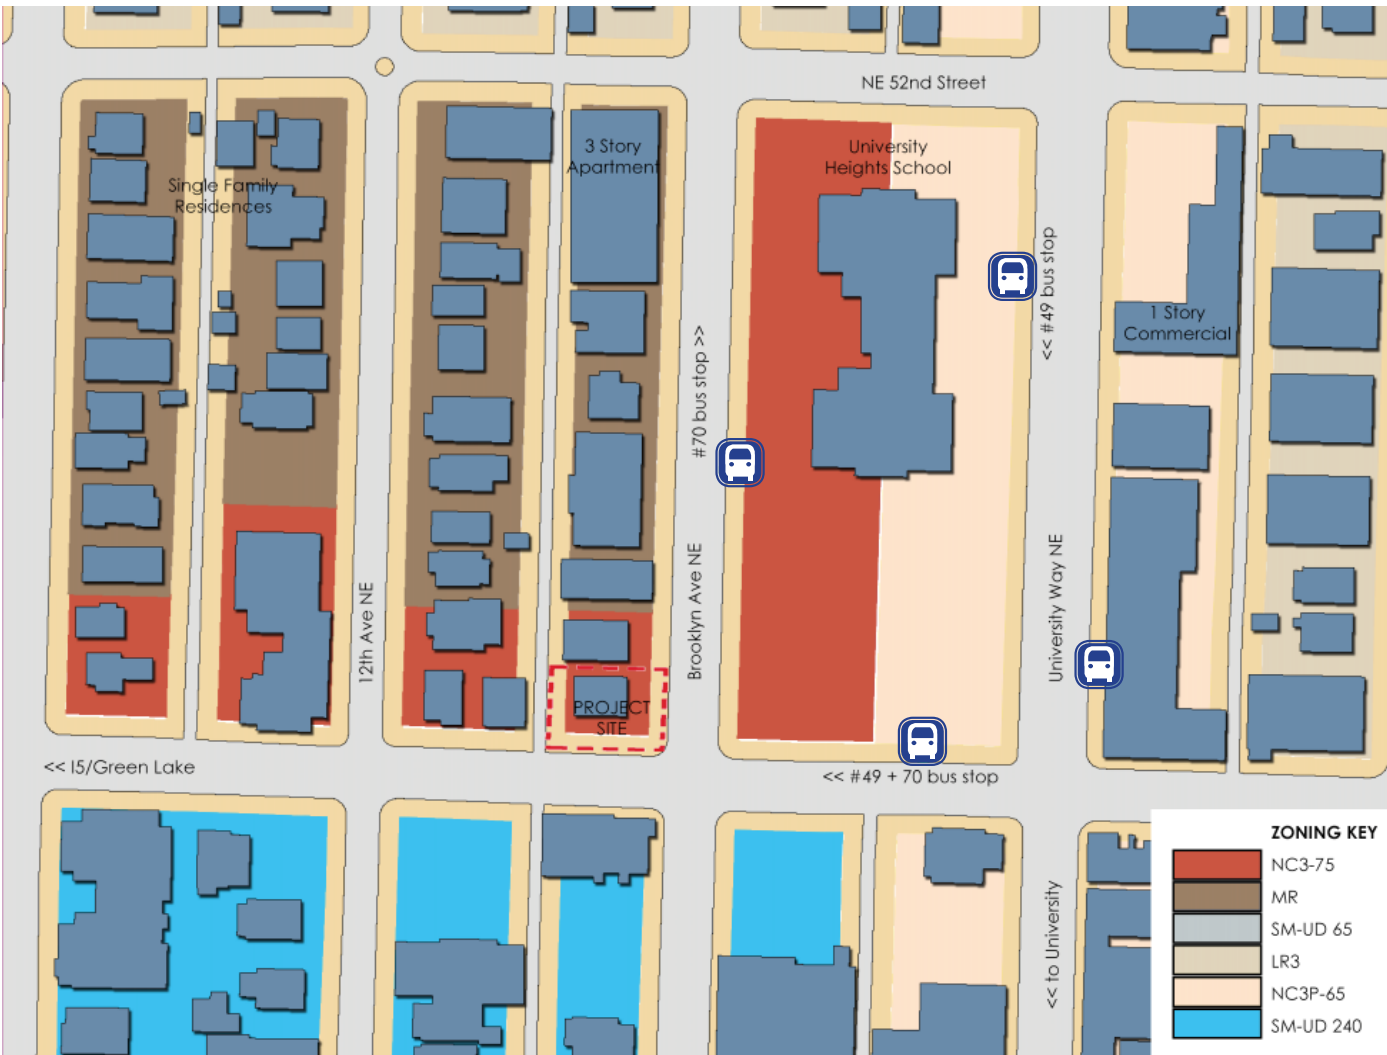 NE 52nd Street
3 Story
Apartment
University
Heights School
Single Family
Residences
<< #49 bus stop
1 Story
Commercial
#70 bus stop >>
12th Ave NE
Brooklyn Ave NE
University Way NE
PROJECT
SITE
<< I5/Green Lake
<< #49 + 70 bus stop
<< to University
ZONING KEY
NC3-75
MR
SM-UD 65
LR3
NC3P-65
SM-UD 240